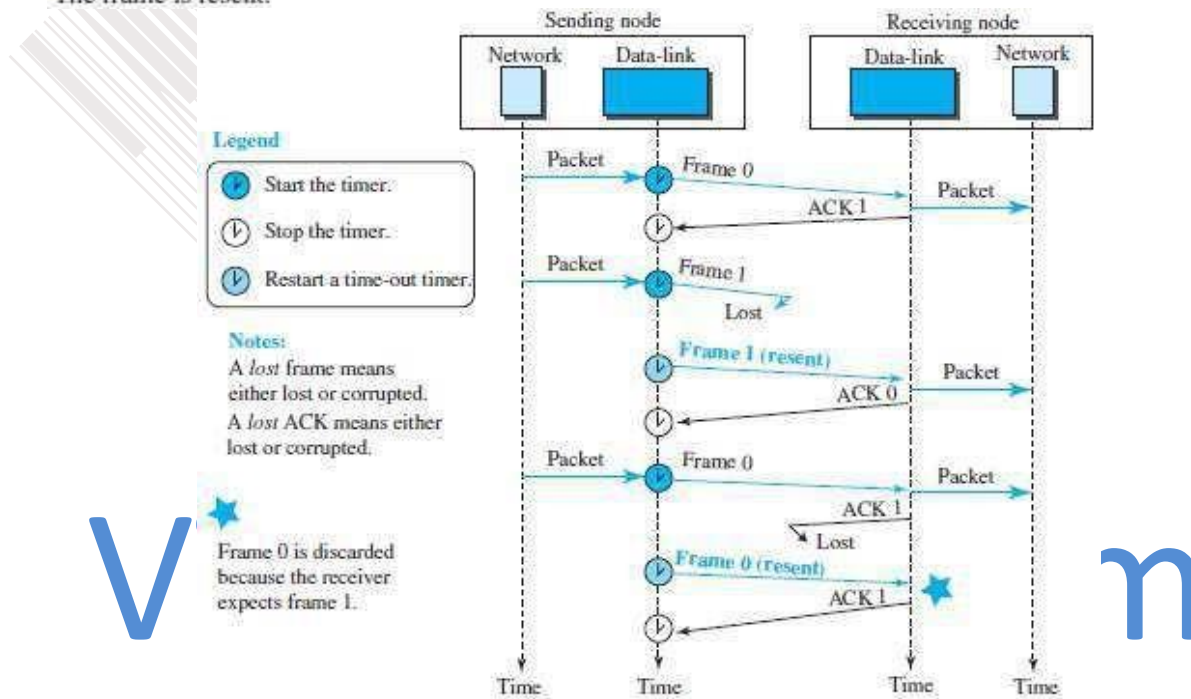 The frame is resent.
Sending node
Receiving node
Network
Data-link
Data-link
Network
Legend
Start the timer.
Stop the timer.
Restart a time-out timer.
Notes:
A lost frame means
either lost or corrupted.
A lost ACK means either
lost or corrupted.
Frame 0 is discarded
because the receiver
expects frame 1.
Packet
Frame 0
Packet
ACK 1
Packet
Frame 1
Lost
Frame 1 (resent)
Packet
ACK 0
Packet
Frame 0
Packet
ACK 1
Lost
Frame 0 (resent)
ACK 1
Time
Time
Time
Time
V
m